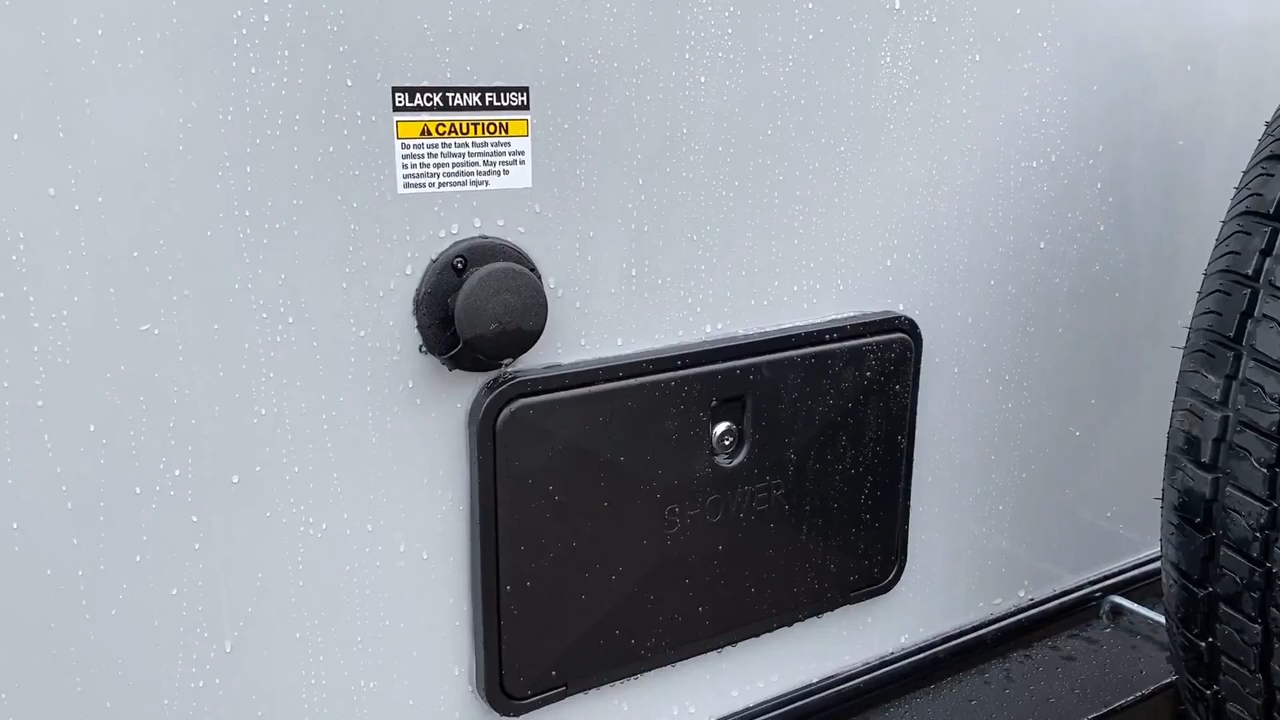 BLACK TANK FLUSH
CAUTION
Do not use the tank flush valves
unless the fullway termination valve
is in the open position. May result in
unsanitary condition leading to
illness or personal injury.
SHOWER